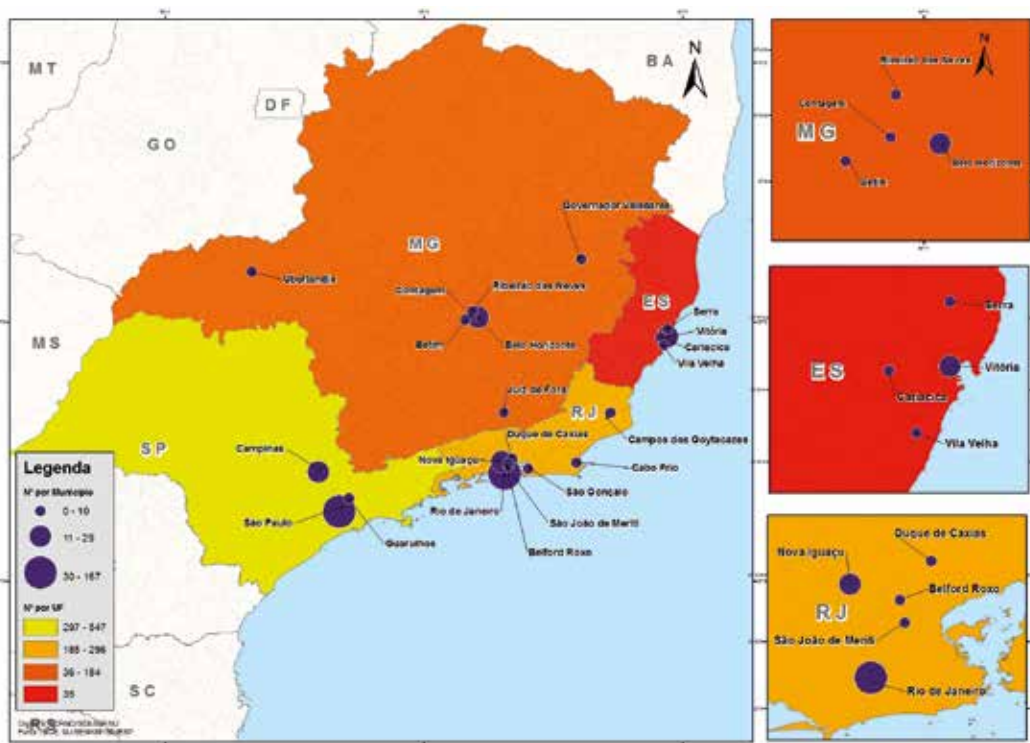 MT
BA
N
DF
GO
Governador Valadares
MG
Uberlandia
Contagem
Ribeirao das Neves
ES
Serra
MS
Betim
Belo Horizonte
Vitória
Cariacica
Vila Velha
Juiz de Fora
RJ
SP
Duque de Caxias
Campos dos Goytacazes
Campinas
Nova Iguaçu
Cabo Frio
São Gonçalo
São Paulo
Rio de Janeiro
São João de Meriti
Guarulhos
Belford Roxo
Legenda
Nº por Município
0 - 10
11 - 29
30 - 167
Nº por UF
297 - 847
185 - 296
36 - 184
35
SC
RS
N
Ribeirao das Neves
Contagem
MG
Belo Horizonte
Betim
Serra
ES
Vitória
Cariacica
Vila Velha
Duque de Caxias
Nova Iguaçu
Belford Roxo
RJ
São João de Meriti
Rio de Janeiro